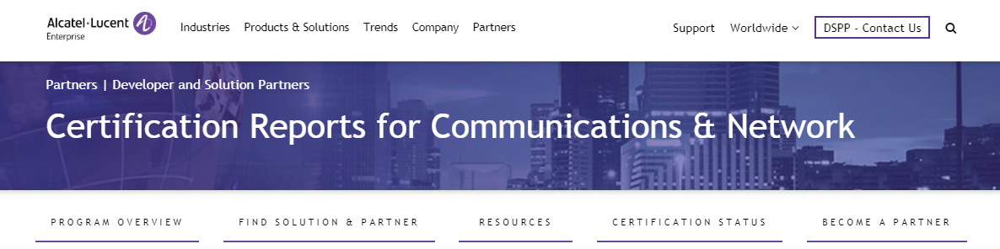 Alcatel·Lucent
Enterprise
Industries Products & Solutions Trends Company Partners
Support Worldwide DSPP - Contact Us
Partners | Developer and Solution Partners
Certification Reports for Communications & Network
PROGRAM OVERVIEW FIND SOLUTION & PARTNER RESOURCES CERTIFICATION STATUS BECOME A PARTNER